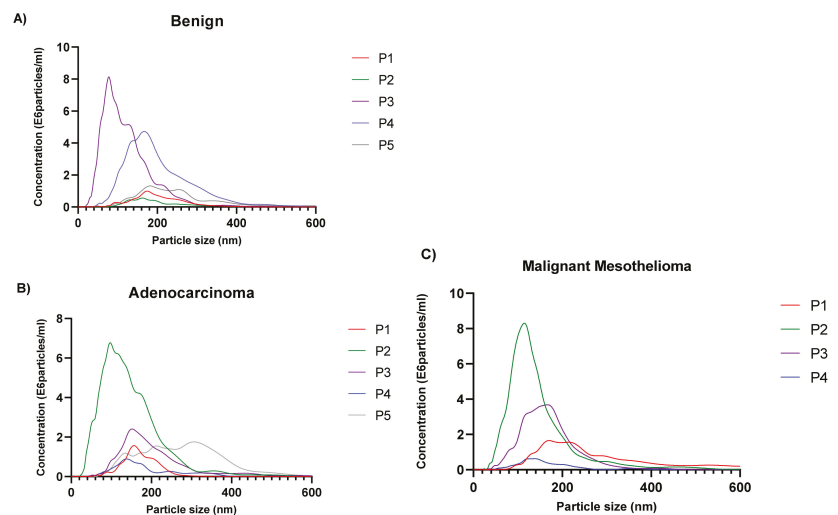 A)
Benign
Concentration (E6particles/ml)
10
8
6
4
2
0
0
200
400
600
Particle size (nm)
P1
P2
P3
P4
P5
B)
Adenocarcinoma
Concentration (E6particles/ml)
8
6
4
2
0
0
200
400
600
Particle size (nm)
P1
P2
P3
P4
P5
C)
Malignant Mesothelioma
Concentration (E6particles/ml)
10
8
6
4
2
0
0
200
400
600
Particle size (nm)
P1
P2
P3
P4